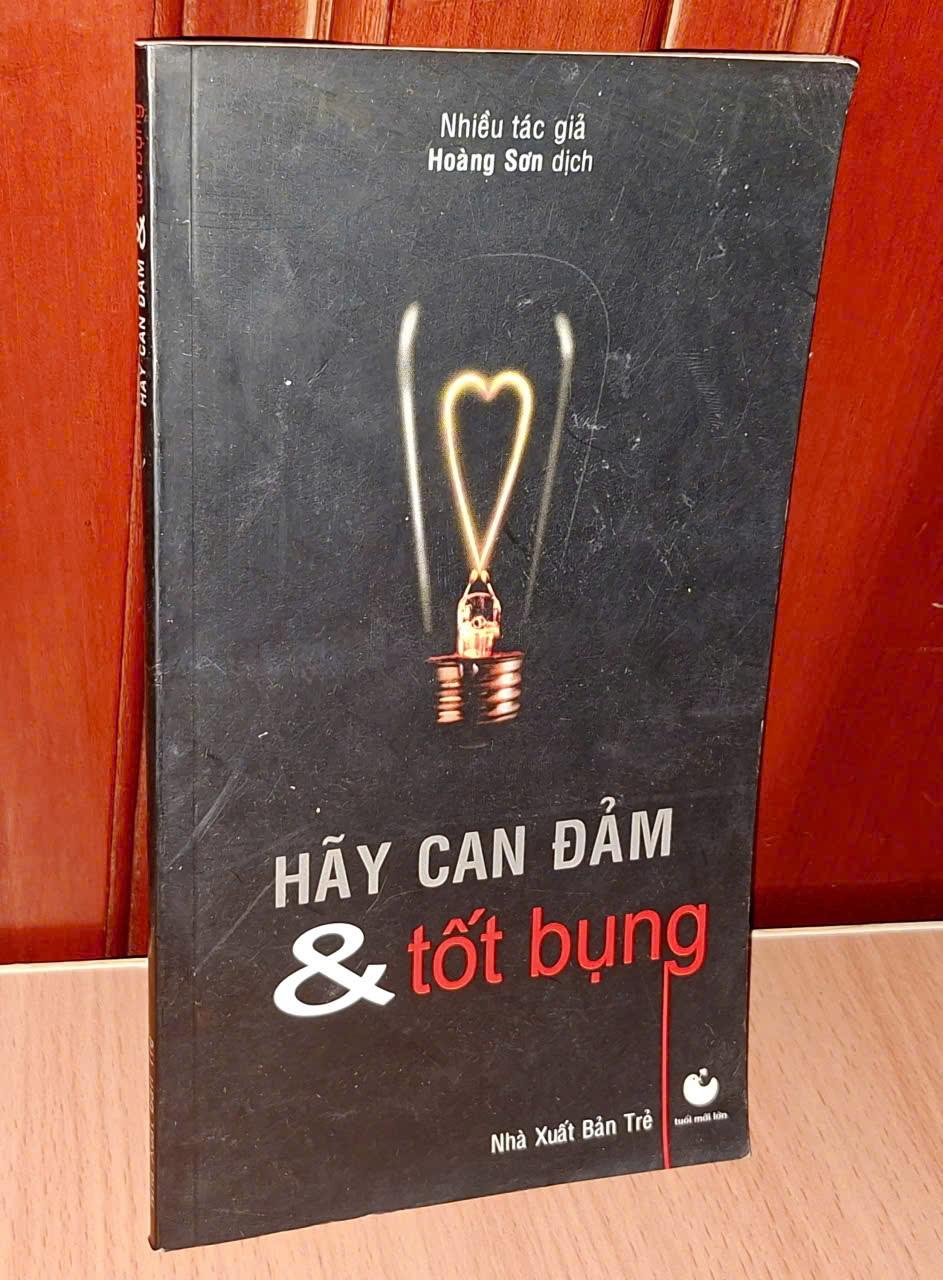 Nhiều tác giả
Hoàng Sơn dịch
HÃY CAN ĐẢM
& tốt bụng
Nhà Xuất Bản Trẻ
tuổi mới lớn
HÃY CAN ĐẢM & tốt bụng